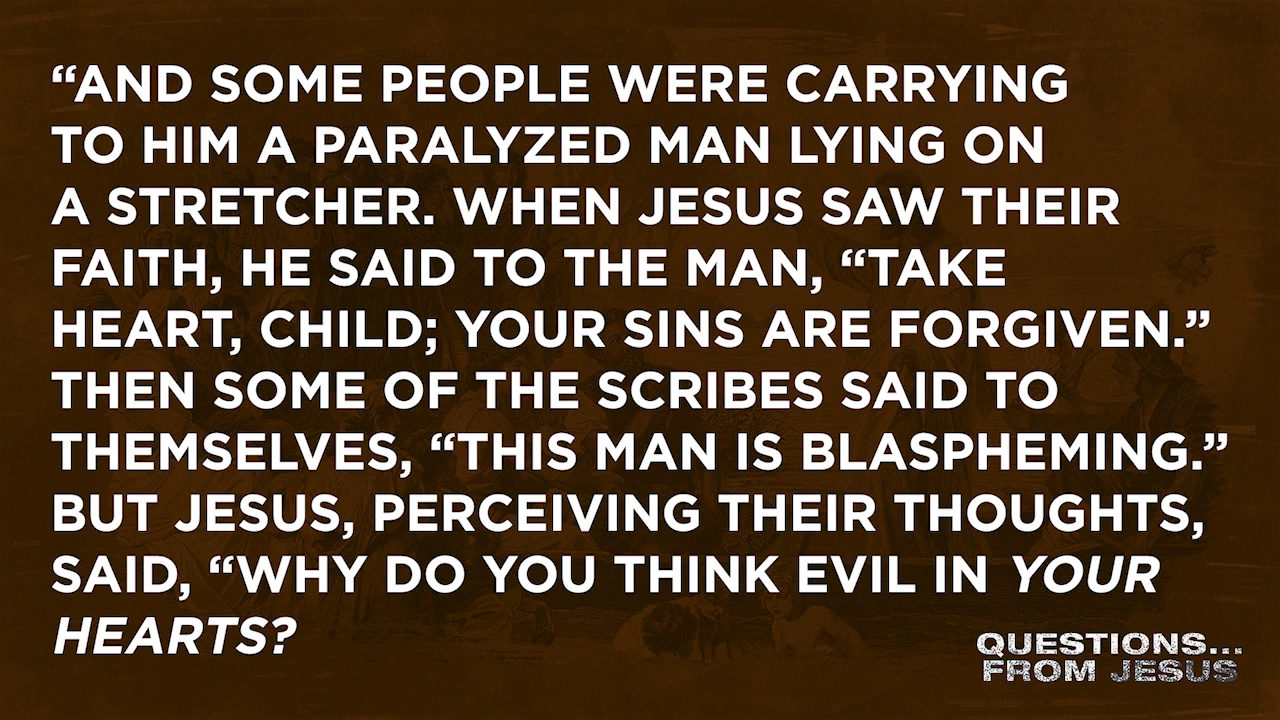 “AND SOME PEOPLE WERE CARRYING
TO HIM A PARALYZED MAN LYING ON
A STRETCHER. WHEN JESUS SAW THEIR
FAITH, HE SAID TO THE MAN, “TAKE
HEART, CHILD; YOUR SINS ARE FORGIVEN.”
THEN SOME OF THE SCRIBES SAID TO
THEMSELVES, “THIS MAN IS BLASPHEMING.”
BUT JESUS, PERCEIVING THEIR THOUGHTS,
SAID, “WHY DO YOU THINK EVIL IN YOUR
HEARTS?
QUESTIONS...
FROM JESUS